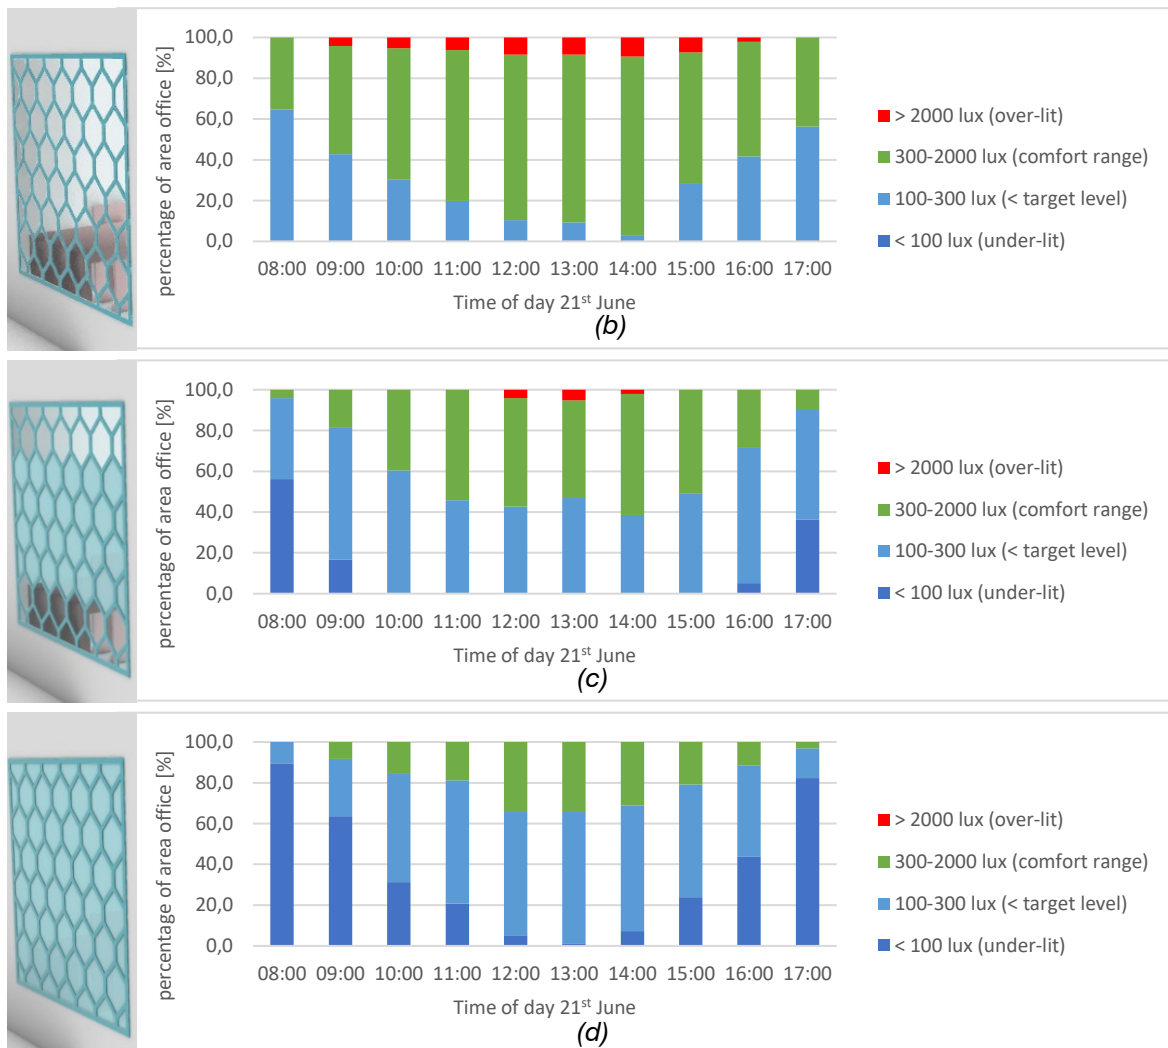 percentage of area office [%]
100,0
80,0
60,0
40,0
20,0
0,0
08:00 09:00 10:00 11:00 12:00 13:00 14:00 15:00 16:00 17:00
Time of day 21st June
> 2000 lux (over-lit)
300-2000 lux (comfort range)
100-300 lux (< target level)
< 100 lux (under-lit)
(b)
percentage of area office [%]
100,0
80,0
60,0
40,0
20,0
0,0
08:00 09:00 10:00 11:00 12:00 13:00 14:00 15:00 16:00 17:00
Time of day 21st June
> 2000 lux (over-lit)
300-2000 lux (comfort range)
100-300 lux (< target level)
< 100 lux (under-lit)
(c)
percentage of area office [%]
100,0
80,0
60,0
40,0
20,0
0,0
08:00 09:00 10:00 11:00 12:00 13:00 14:00 15:00 16:00 17:00
Time of day 21st June
> 2000 lux (over-lit)
300-2000 lux (comfort range)
100-300 lux (< target level)
< 100 lux (under-lit)
(d)